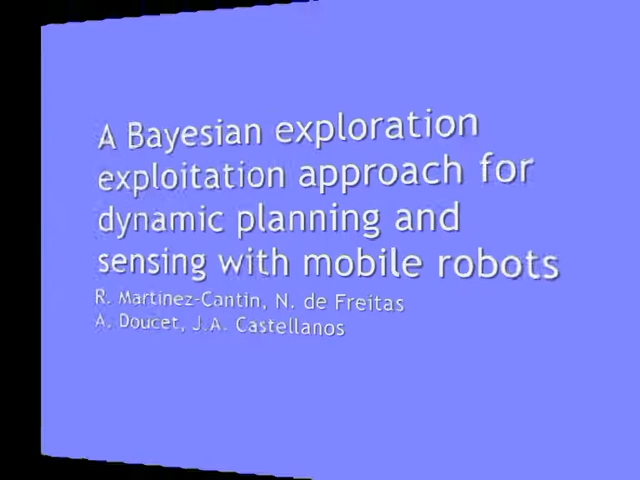 A Bayesian exploration
exploitation approach for
dynamic planning and
sensing with mobile robots
R. Martinez-Cantin, N. de Freitas
A. Doucet, J.A. Castellanos